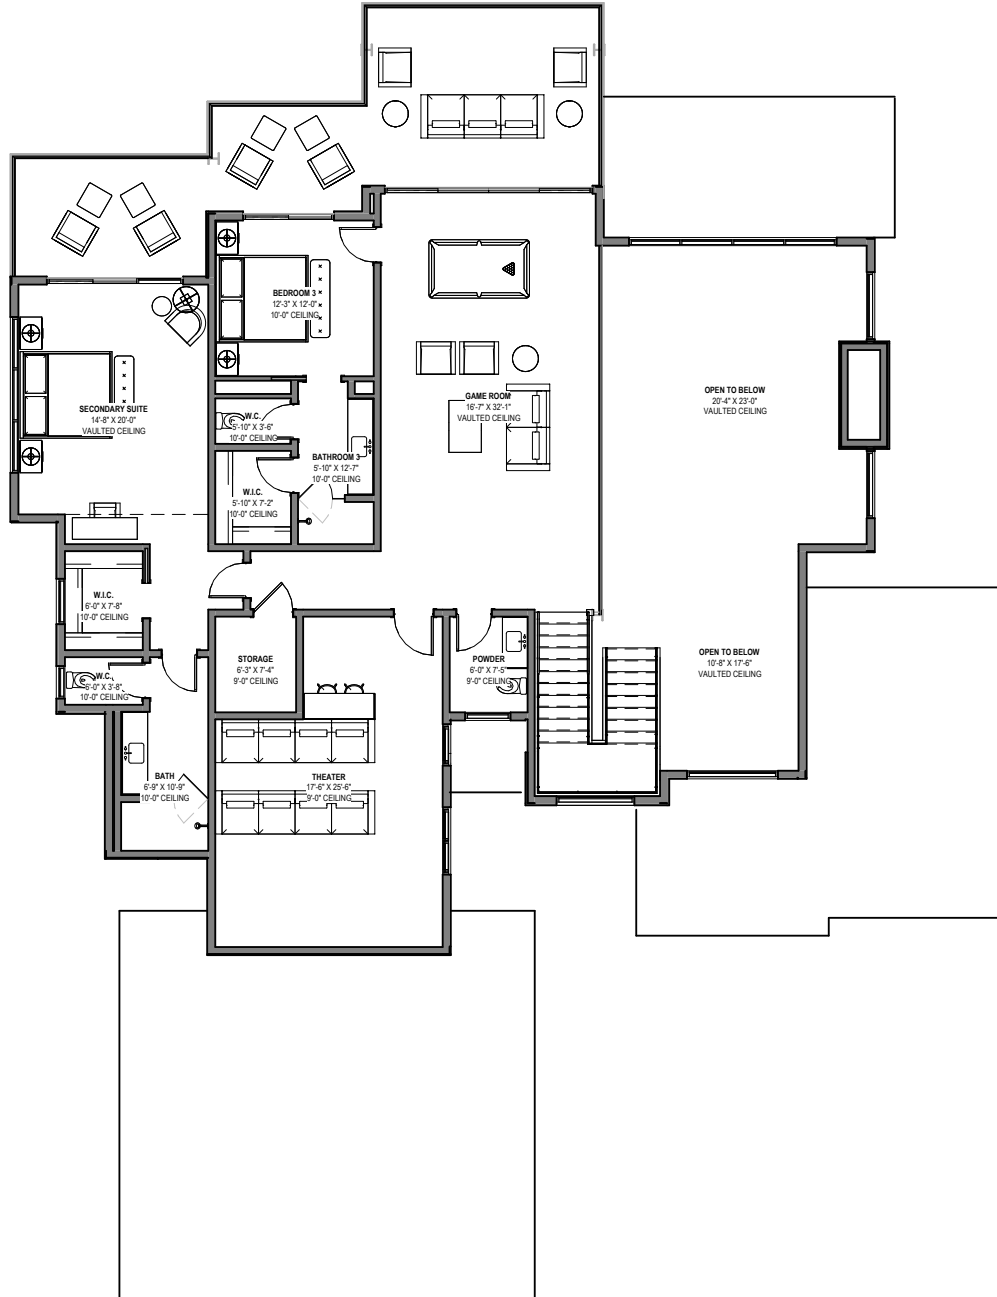 BEDROOM 3
12'-3" X 12'-0"
10'-0" CEILING
SECONDARY SUITE
14'-8" X 20'-0"
VAULTED CEILING
GAME ROOM
16'-7" X 32'-1"
VAULTED CEILING
OPEN TO BELOW
20'-4" X 23'-0"
VAULTED CEILING
W.C.
5'-10" X 3'-6"
10'-0" CEILING
BATHROOM 3
5'-10" X 12'-7"
10'-0" CEILING
W.I.C.
5'-10" X 7'-2"
10'-0" CEILING
W.I.C.
6'-0" X 7'-8"
10'-0" CEILING
STORAGE
6'-3" X 7'-4"
9'-0" CEILING
POWDER
6'-0" X 7'-5"
9'-0" CEILING
OPEN TO BELOW
10'-8" X 17'-6"
VAULTED CEILING
W.C.
6'-0" X 3'-8"
10'-0" CEILING
BATH
6'-9" X 10'-9"
10'-0" CEILING
THEATER
17'-6" X 25'-6"
9'-0" CEILING